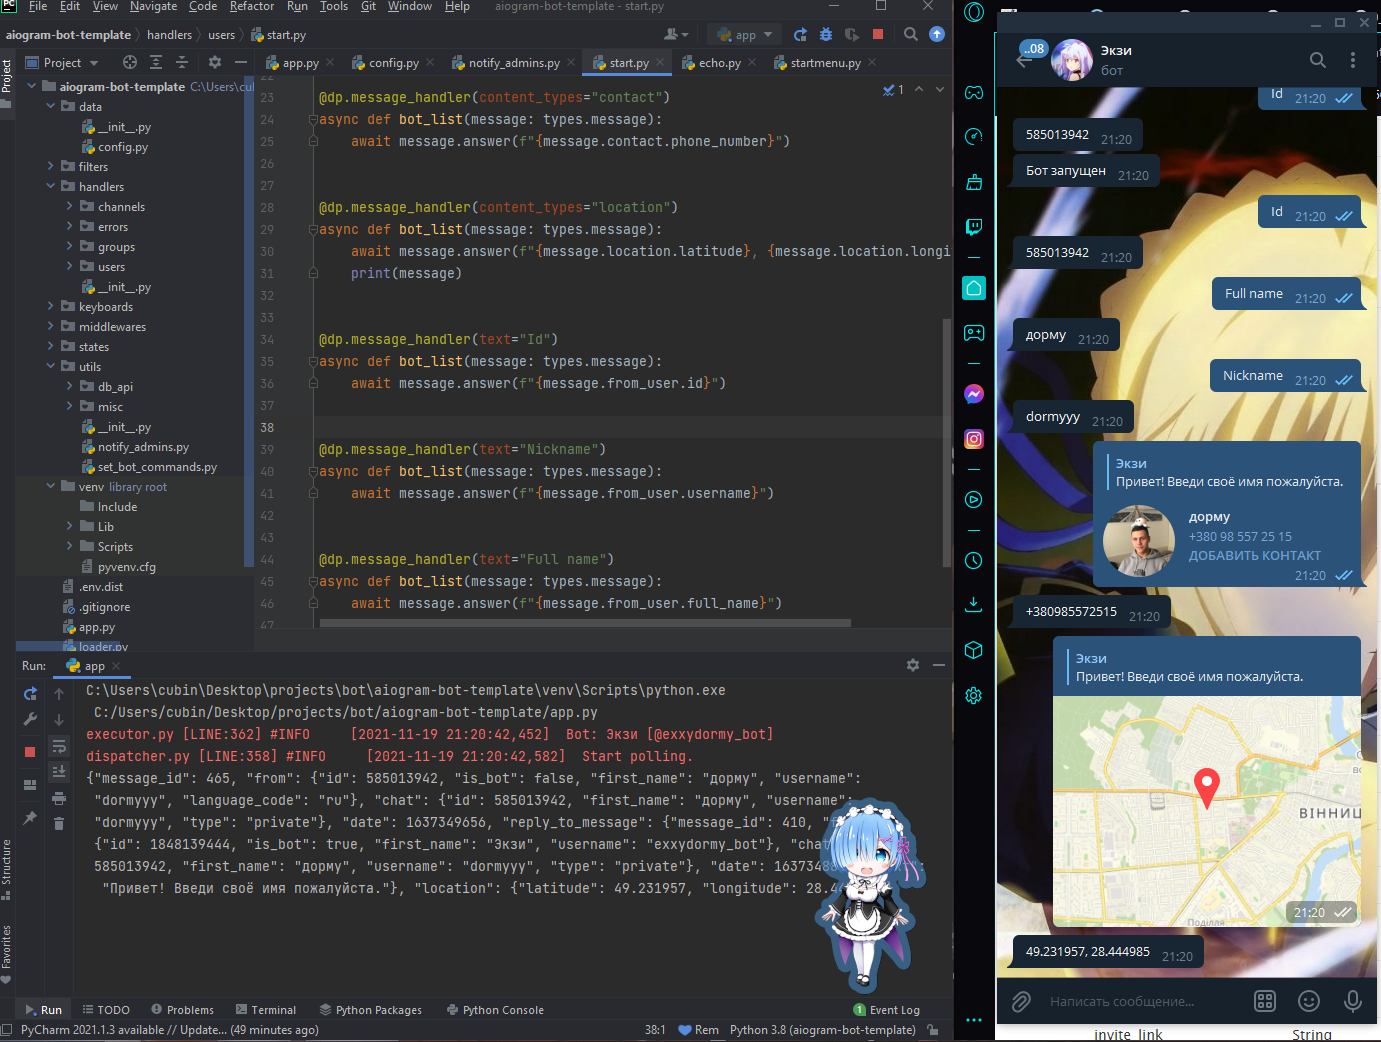 File Edit View Navigate Code Refactor Run Tools Git Window Help aiogram-bot-template - start.py
aiogram-bot-template handlers users start.py
app
Project
Project
app.py config.py notify_admins.py start.py echo.py startmenu.py
aiogram-bot-template C:\Users\cul
data
__init__.py
config.py
filters
handlers
channels
errors
groups
users
__init__.py
keyboards
middlewares
states
utils
db_api
misc
__init__.py
notify_admins.py
set_bot_commands.py
venv library root
Include
Lib
Scripts
pyvenv.cfg
.env.dist
.gitignore
app.py
loader.py
1
22
23 @dp.message_handler(content_types="contact")
24 async def bot_list(message: types.message):
25 await message.answer(f"{message.contact.phone_number}")
26
27
28 @dp.message_handler(content_types="location")
29 async def bot_list(message: types.message):
30 await message.answer(f"{message.location.latitude}, {message.location.longi
31 print(message)
32
33
34 @dp.message_handler(text="Id")
35 async def bot_list(message: types.message):
36 await message.answer(f"{message.from_user.id}")
37
38
39 @dp.message_handler(text="Nickname")
40 async def bot_list(message: types.message):
41 await message.answer(f"{message.from_user.username}")
42
43
44 @dp.message_handler(text="Full name")
45 async def bot_list(message: types.message):
46 await message.answer(f"{message.from_user.full_name}")
47
Run: app
C:\Users\cubin\Desktop\projects\bot\aiogram-bot-template\venv\Scripts\python.exe
C:/Users/cubin/Desktop/projects/bot/aiogram-bot-template/app.py
executor.py [LINE:362] #INFO [2021-11-19 21:20:42,452] Bot: Экзи [@exxydormy_bot]
dispatcher.py [LINE:358] #INFO [2021-11-19 21:20:42,582] Start polling.
{"message_id": 465, "from": {"id": 585013942, "is_bot": false, "first_name": "дорму", "username":
"dormyyy", "language_code": "ru"}, "chat": {"id": 585013942, "first_name": "дорму", "username":
"dormyyy", "type": "private"}, "date": 1637349656, "reply_to_message": {"message_id": 410,
{"id": 1848139444, "is_bot": true, "first_name": "Экзи", "username": "exxydormy_bot"}, "chat
585013942, "first_name": "дорму", "username": "dormyyy", "type": "private"}, "date":
"Привет! Введи своё имя пожалуйста."}, "location": {"latitude": 49.231957, "longitude": 28.4
Structure
Favorites
Run TODO Problems Terminal Python Packages Python Console 1 Event Log
PyCharm 2021.1.3 available // Update... (49 minutes ago) 38:1 Rem Python 3.8 (aiogram-bot-template)
..08
Экзи
бот
Id 21:20
585013942 21:20
Бот запущен 21:20
Id 21:20
585013942 21:20
Full name 21:20
дорму 21:20
Nickname 21:20
dormyyy 21:20
Экзи
Привет! Введи своё имя пожалуйста.
дорму
+380 98 557 25 15
ДОБАВИТЬ КОНТАКТ
21:20
+380985572515 21:20
Экзи
Привет! Введи своё имя пожалуйста.
ВІННИЦ
Поділля
21:20
49.231957, 28.444985 21:20
Написать сообщение...
invite_link String